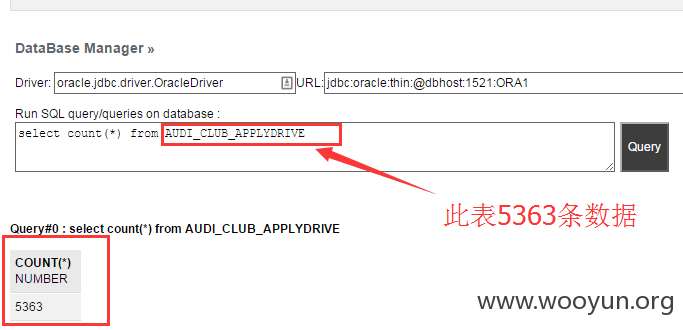 DataBase Manager »
Driver: oracle.jdbc.driver.OracleDriver URL: jdbc:oracle:thin:@dbhost:1521:ORA1
Run SQL query/queries on database :
select count(*) from AUDI_CLUB_APPLYDRIVE
Query
此表5363条数据
Query#0 : select count(*) from AUDI_CLUB_APPLYDRIVE
COUNT(*)
NUMBER
5363
www.wooyun.org